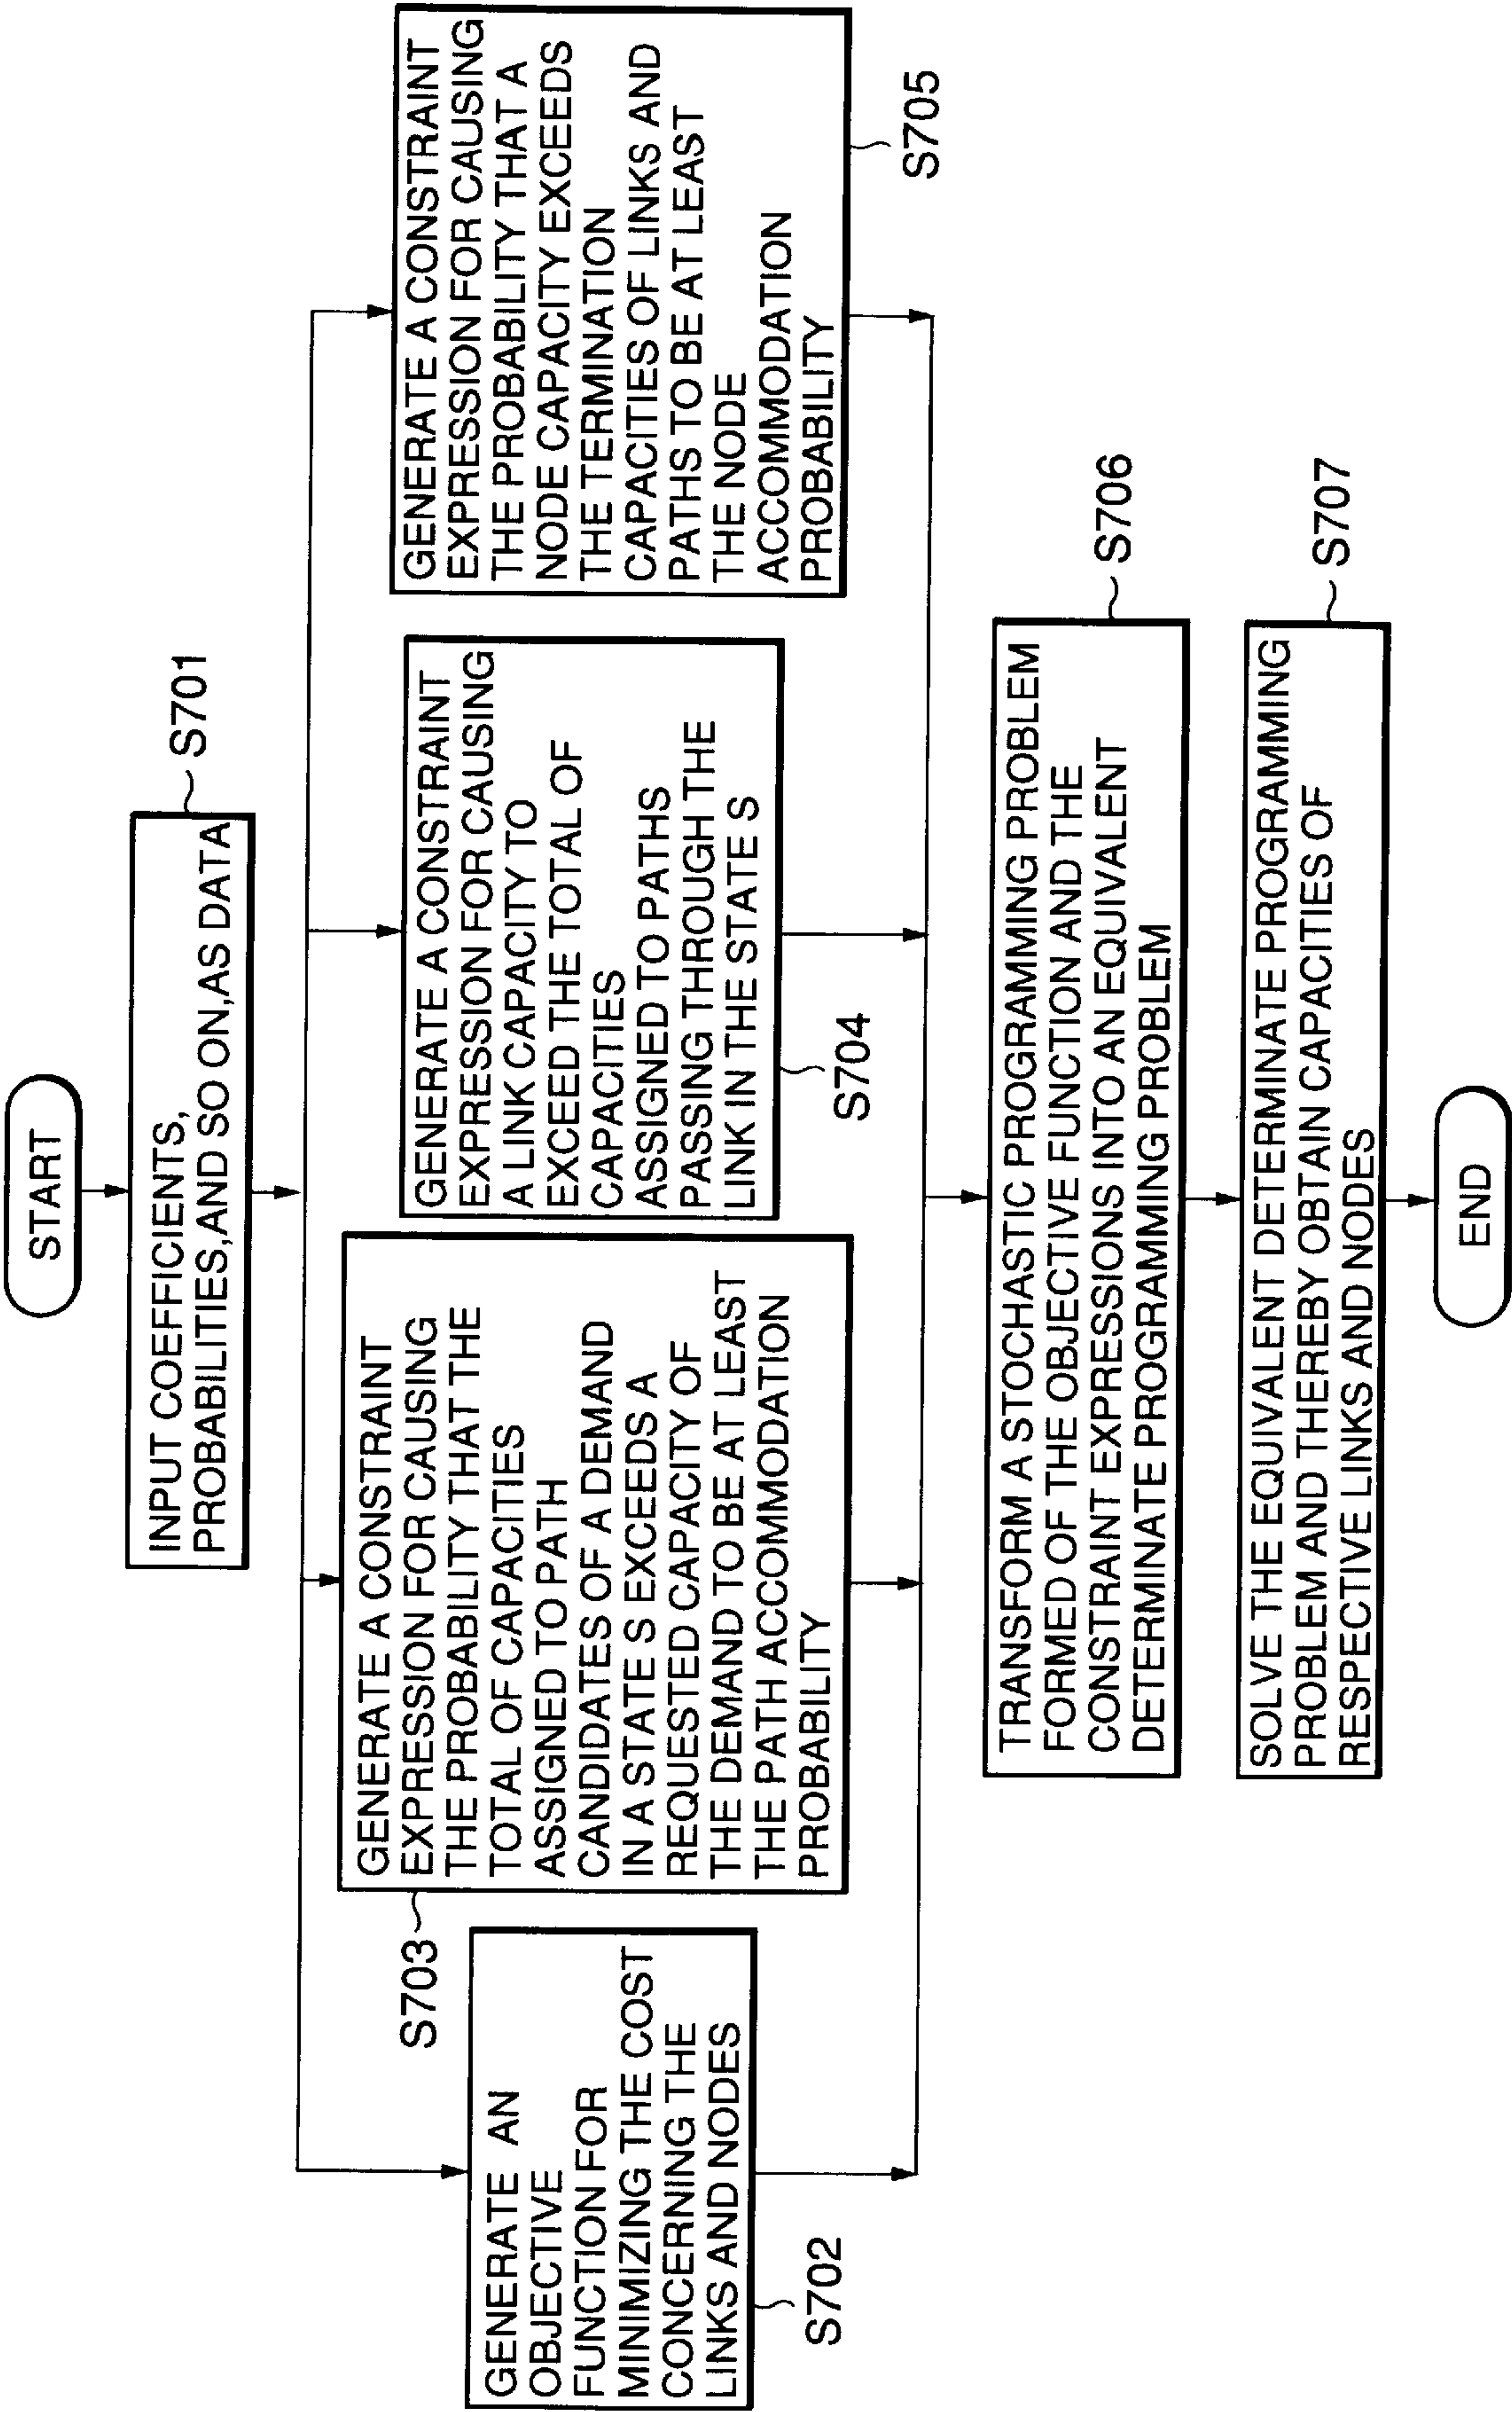 START
INPUT COEFFICIENTS,
PROBABILITIES,AND SO ON,AS DATA
S701
GENERATE AN
OBJECTIVE
FUNCTION FOR
MINIMIZING THE COST
CONCERNING THE
LINKS AND NODES
S702
S703
GENERATE A CONSTRAINT
EXPRESSION FOR CAUSING
THE PROBABILITY THAT THE
TOTAL OF CAPACITIES
ASSIGNED TO PATH
CANDIDATES OF A DEMAND
IN A STATE S EXCEEDS A
REQUESTED CAPACITY OF
THE DEMAND TO BE AT LEAST
THE PATH ACCOMMODATION
PROBABILITY
GENERATE A CONSTRAINT
EXPRESSION FOR CAUSING
A LINK CAPACITY TO
EXCEED THE TOTAL OF
CAPACITIES
ASSIGNED TO PATHS
PASSING THROUGH THE
LINK IN THE STATE S
S704
GENERATE A CONSTRAINT
EXPRESSION FOR CAUSING
THE PROBABILITY THAT A
NODE CAPACITY EXCEEDS
THE TERMINATION
CAPACITIES OF LINKS AND
PATHS TO BE AT LEAST
THE NODE
ACCOMMODATION
PROBABILITY
S705
TRANSFORM A STOCHASTIC PROGRAMMING PROBLEM
FORMED OF THE OBJECTIVE FUNCTION AND THE
CONSTRAINT EXPRESSIONS INTO AN EQUIVALENT
DETERMINATE PROGRAMMING PROBLEM
S706
SOLVE THE EQUIVALENT DETERMINATE PROGRAMMING
PROBLEM AND THEREBY OBTAIN CAPACITIES OF
RESPECTIVE LINKS AND NODES
S707
END